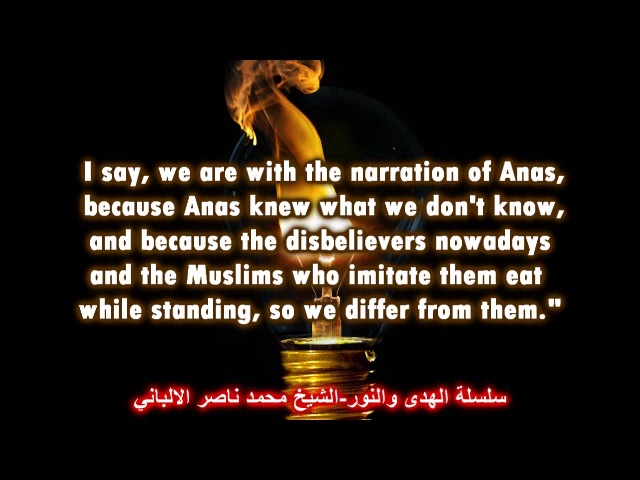 I say, we are with the narration of Anas,
because Anas knew what we don't know,
and because the disbelievers nowadays
and the Muslims who imitate them eat
while standing, so we differ from them."
سلسلة الهدى والنور-الشيخ محمد ناصر الالباني